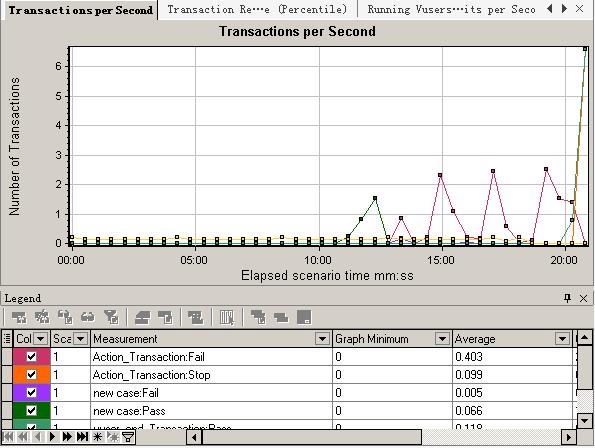 Transactions per Second
Transaction Re···e (Percentile)
Running Vusers···its per Seco
Transactions per Second
Number of Transactions
6
5
4
3
2
1
0
00:00 05:00 10:00 15:00 20:00
Elapsed scenario time mm:ss
Legend
Col Sca Measurement Graph Minimum Average
1 Action_Transaction:Fail 0 0.403
1 Action_Transaction:Stop 0 0.099
1 new case:Fail 0 0.005
1 new case:Pass 0 0.066
1 vuser_end_Transaction:Pass 0 0.118